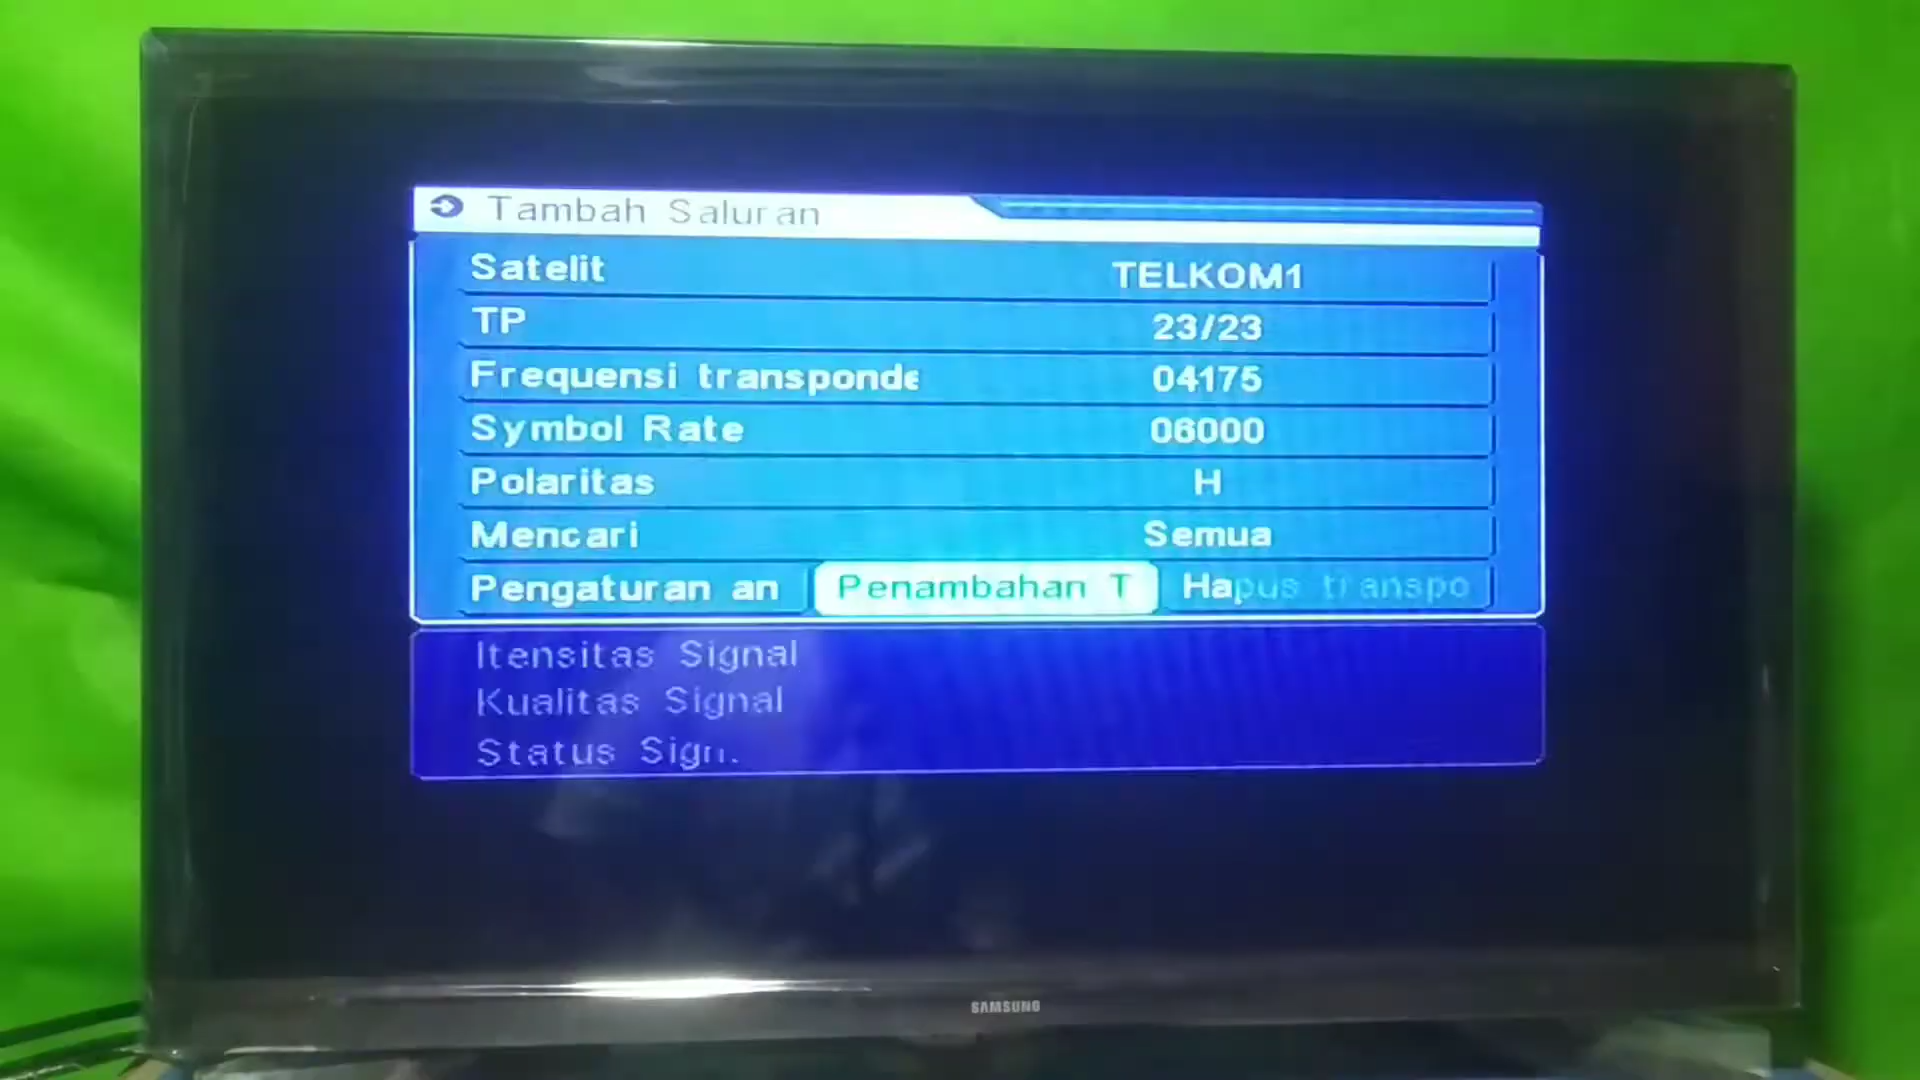 Tambah Saluran
Satelit TELKOM1
TP 23/23
Frequensi transponde 04175
Symbol Rate 06000
Polaritas H
Mencari Semua
Pengaturan an Penambahan T Hapus transpo
Itensitas Signal
Kualitas Signal
Status
SAMSUNG